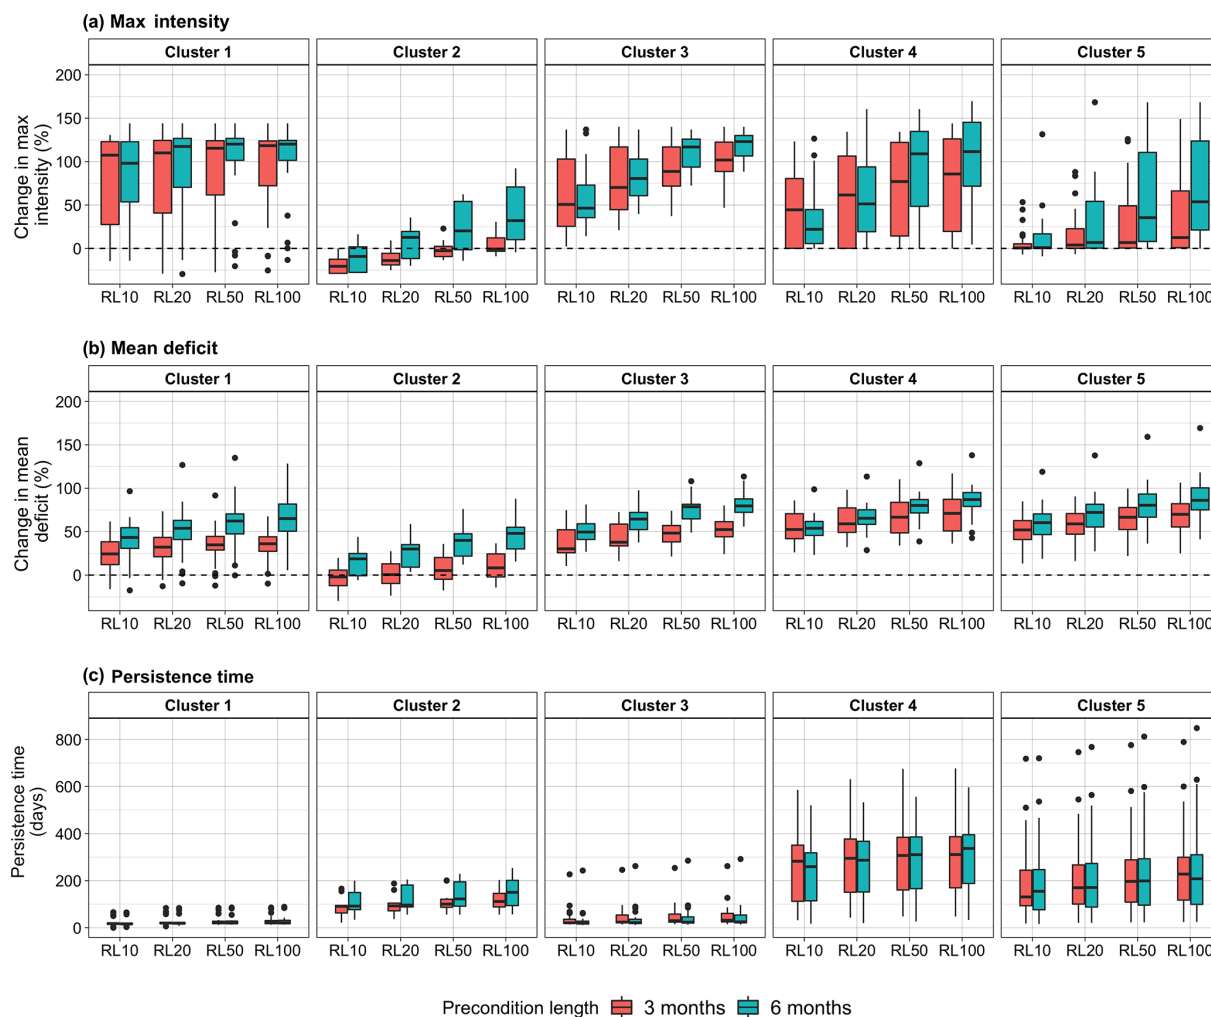 (a) Max intensity
Cluster 1 Cluster 2 Cluster 3 Cluster 4 Cluster 5
Change in max
intensity (%)
200
150
100
50
0
RL10 RL20 RL50 RL100 RL10 RL20 RL50 RL100 RL10 RL20 RL50 RL100 RL10 RL20 RL50 RL100 RL10 RL20 RL50 RL100
(b) Mean deficit
Cluster 1 Cluster 2 Cluster 3 Cluster 4 Cluster 5
Change in mean
deficit (%)
200
150
100
50
0
RL10 RL20 RL50 RL100 RL10 RL20 RL50 RL100 RL10 RL20 RL50 RL100 RL10 RL20 RL50 RL100 RL10 RL20 RL50 RL100
(c) Persistence time
Cluster 1 Cluster 2 Cluster 3 Cluster 4 Cluster 5
Persistence time
(days)
800
600
400
200
0
RL10 RL20 RL50 RL100 RL10 RL20 RL50 RL100 RL10 RL20 RL50 RL100 RL10 RL20 RL50 RL100 RL10 RL20 RL50 RL100
Precondition length 3 months 6 months